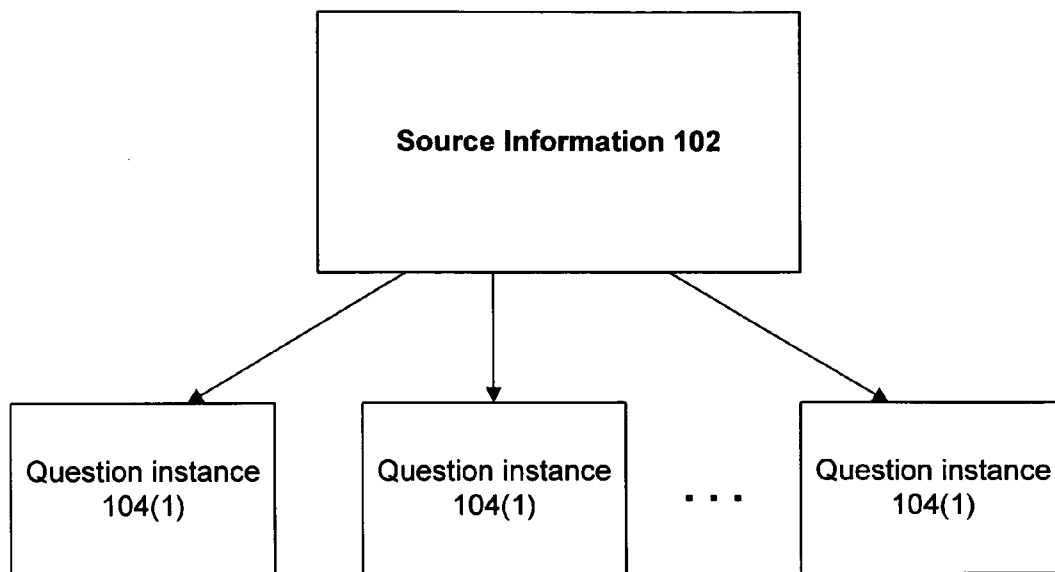 Source Information 102
Question instance
104(1)
Question instance
104(1)
. . .
Question instance
104(1)